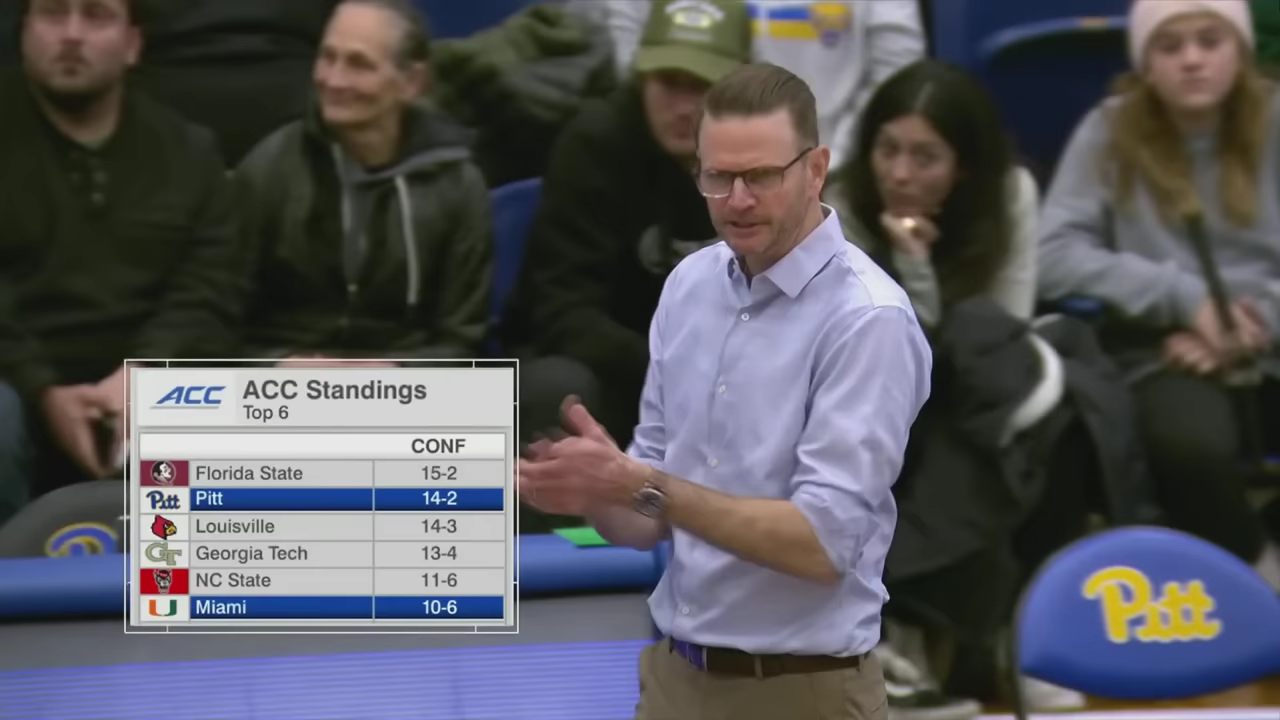 ACC
ACC Standings
Top 6
CONF
Florida State 15-2
Pitt Pitt 14-2
Louisville 14-3
GT Georgia Tech 13-4
NC State 11-6
U Miami 10-6
Pitt